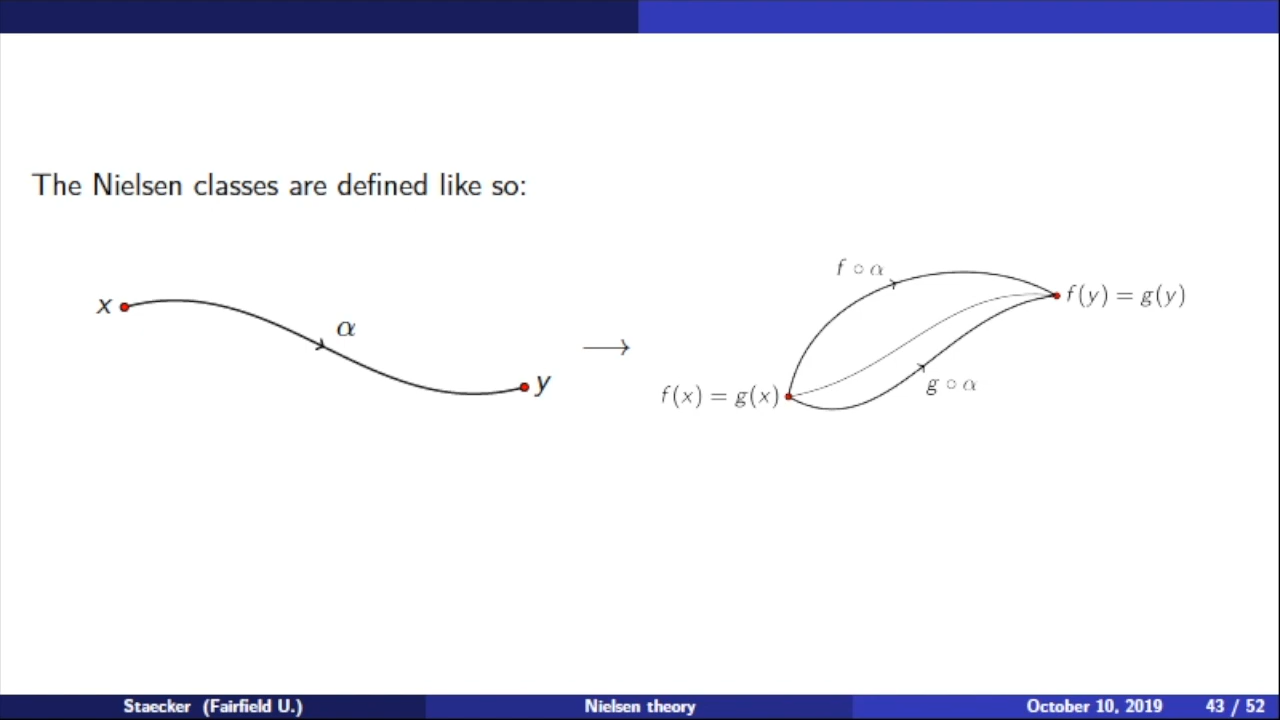 The Nielsen classes are defined like so:
x
α
y
⟶
f ∘ α
f(y) = g(y)
f(x) = g(x)
g ∘ α
Staecker (Fairfield U.) Nielsen theory October 10, 2019 43 / 52